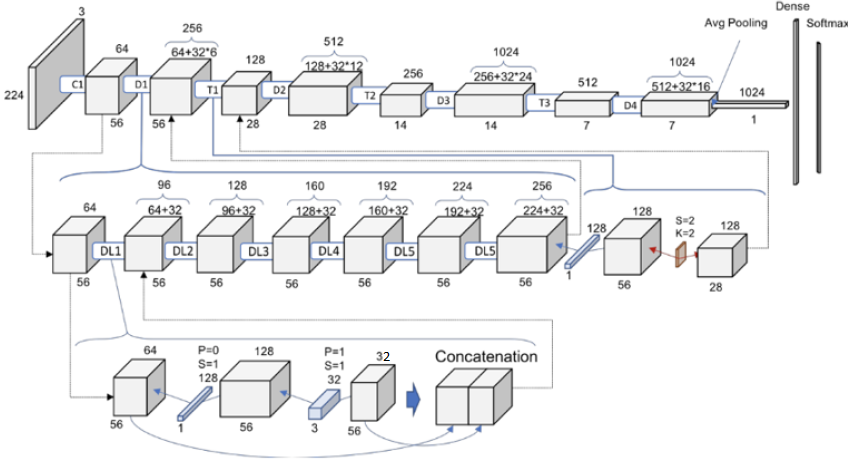 Dense
Softmax
Avg Pooling
3
64
256
64+32*6
128
512
128+32*12
256
1024
256+32*24
512
1024
512+32*16
1024
224
C1
D1
T1
D2
T2
D3
T3
D4
56
56
28
28
14
14
7
7
1
96
128
160
192
224
256
64
64+32
96+32
128+32
160+32
192+32
224+32
128
128
S=2
K=2
128
DL1
DL2
DL3
DL4
DL5
DL5
56
56
56
56
56
56
56
1
56
28
64
P=0
S=1
128
128
P=1
S=1
32
32
Concatenation
56
1
56
3
56